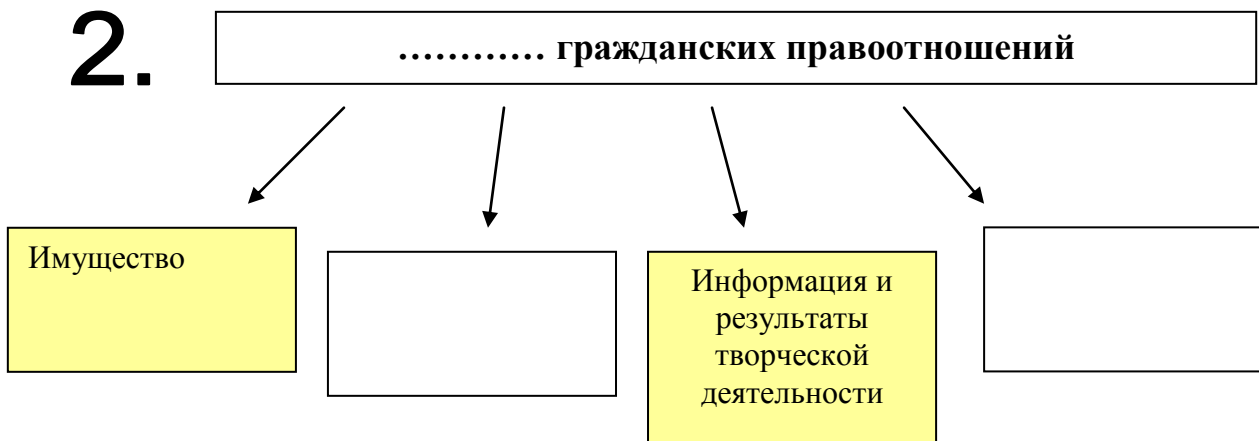 2.
………… гражданских правоотношений
Имущество
Информация и
результаты
творческой
деятельности